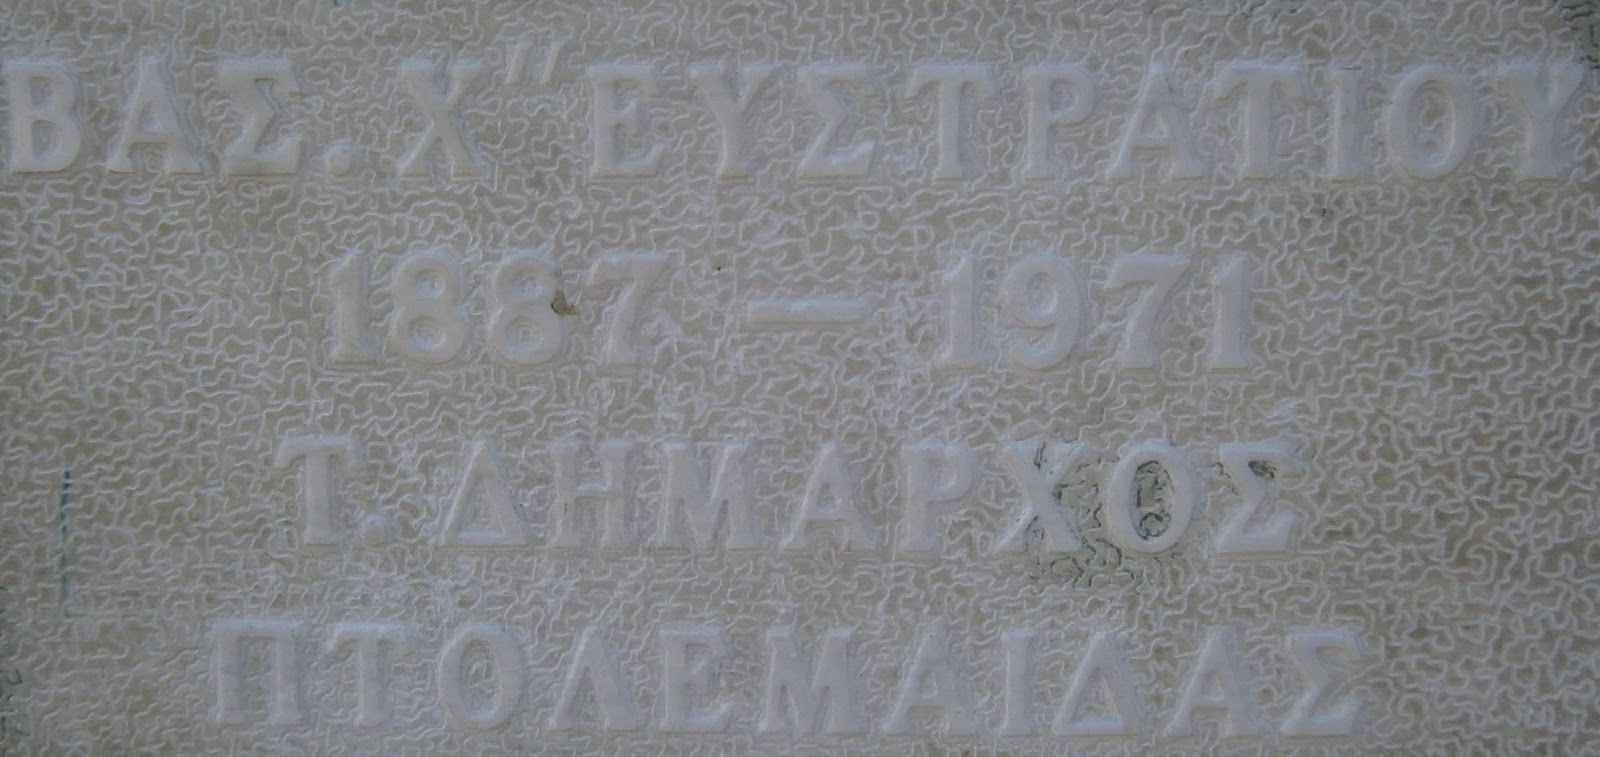 ΒΑΣ. Χ" ΕΥΣΤΡΑΤΙΟΥ
1887 — 1971
Τ. ΔΗΜΑΡΧΟΣ
ΠΤΟΛΕΜΑΙΔΑΣ